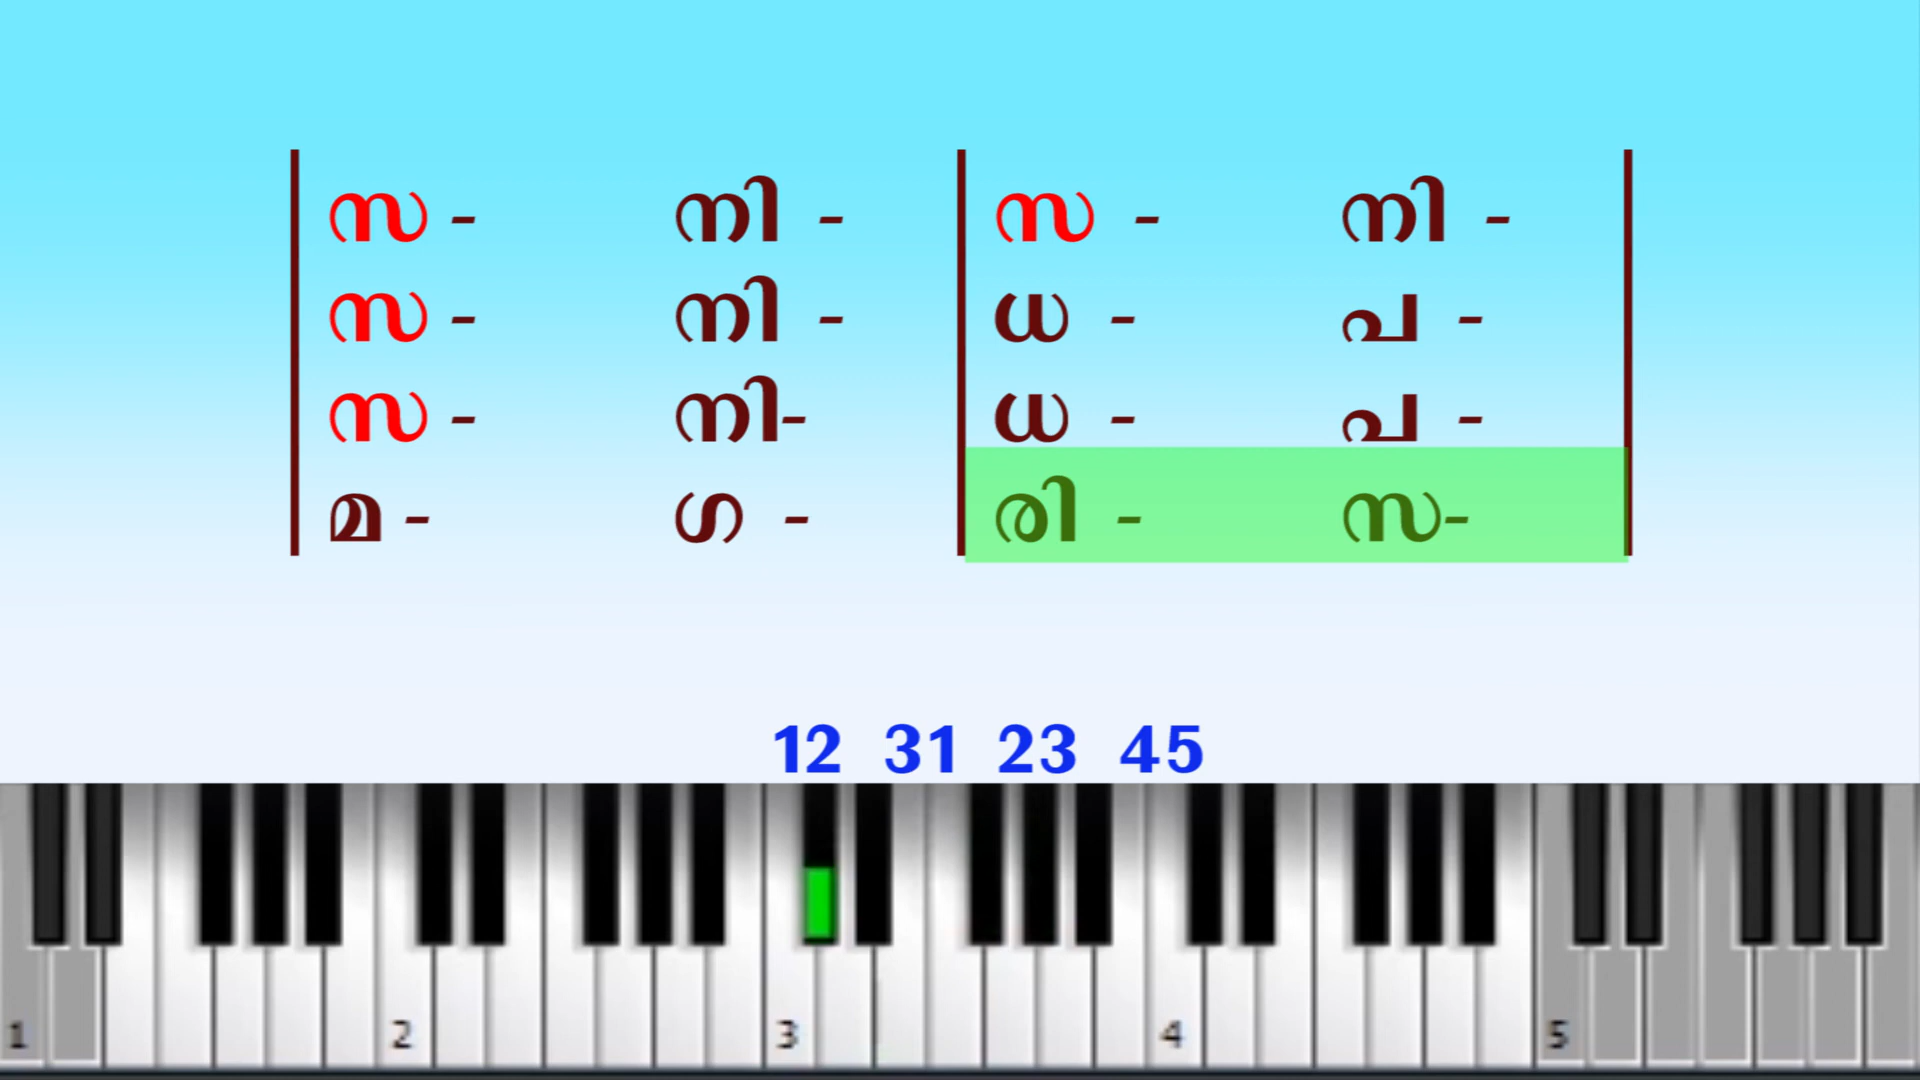 സ - നി - സ - നി -
സ - നി - ധ - പ -
സ - നി- ധ - പ -
മ - ഗ - രി - സ-
12 31 23 45
1 2 3 4 5